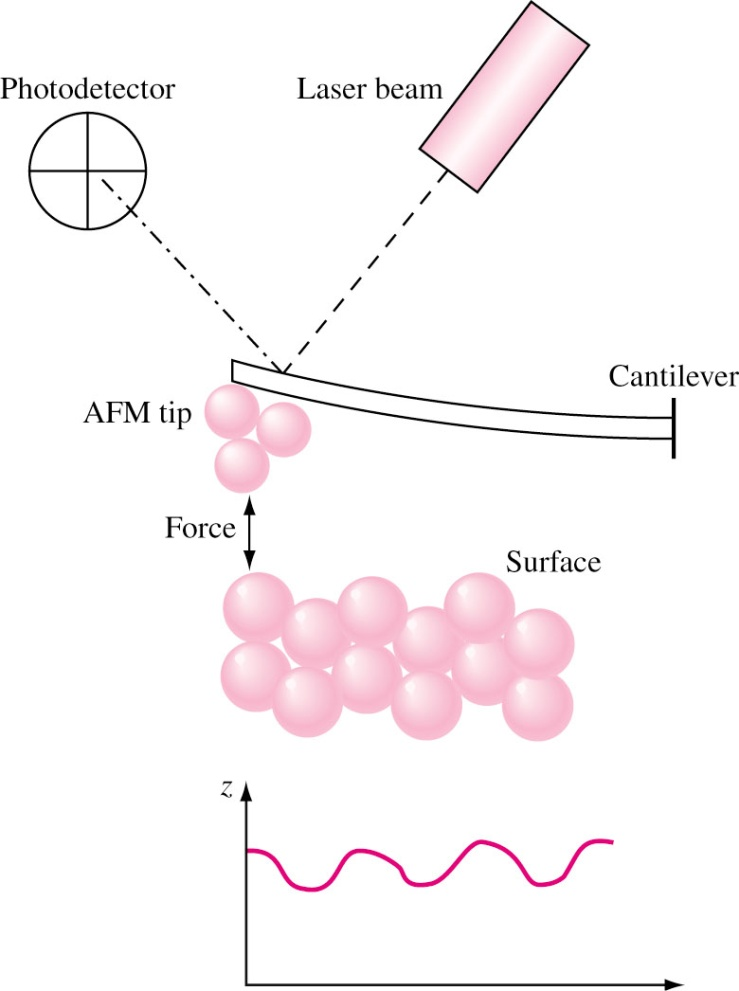 Photodetector
Laser beam
Cantilever
AFM tip
Force
Surface
z